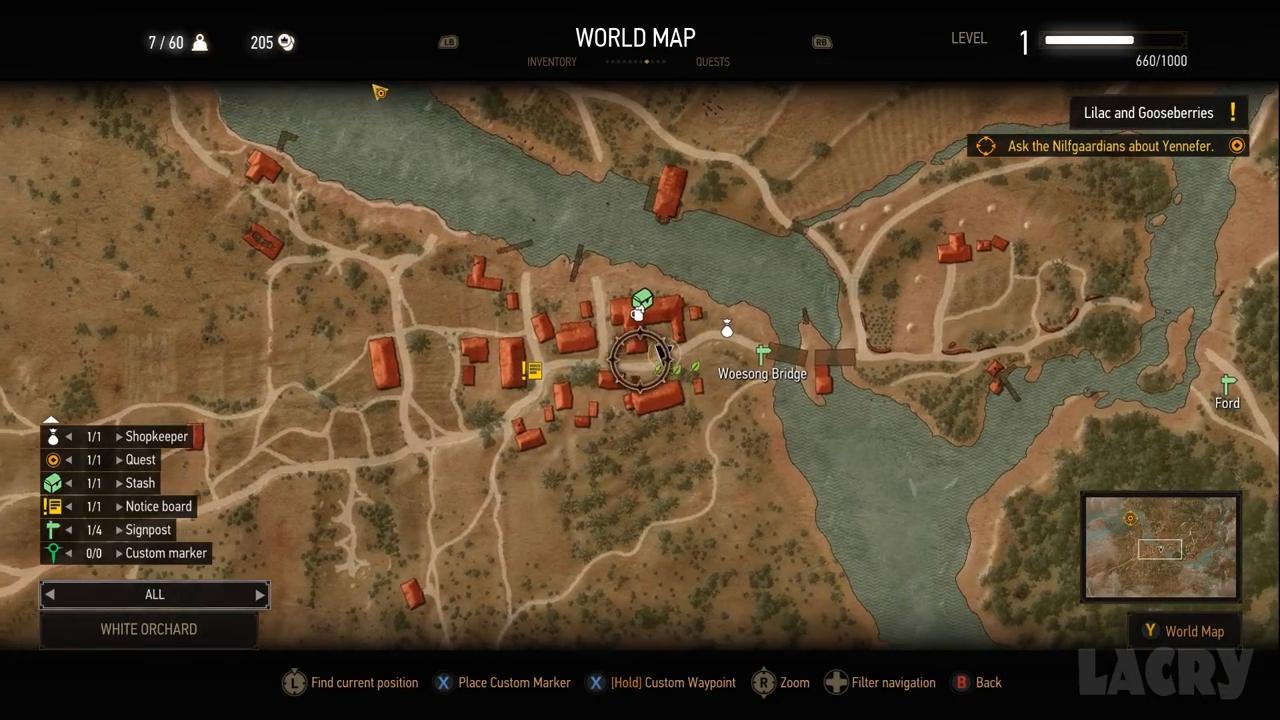 7 / 60
205
LB
WORLD MAP
RB
LEVEL 1
INVENTORY
QUESTS
660/1000
Lilac and Gooseberries !
Ask the Nilfgaardians about Yennefer.
Woesong Bridge
Ford
1/1 Shopkeeper
1/1 Quest
1/1 Stash
1/1 Notice board
1/4 Signpost
0/0 Custom marker
ALL
WHITE ORCHARD
Y World Map
L Find current position
X Place Custom Marker
X [Hold] Custom Waypoint
R Zoom
Filter navigation
B Back
LACRY